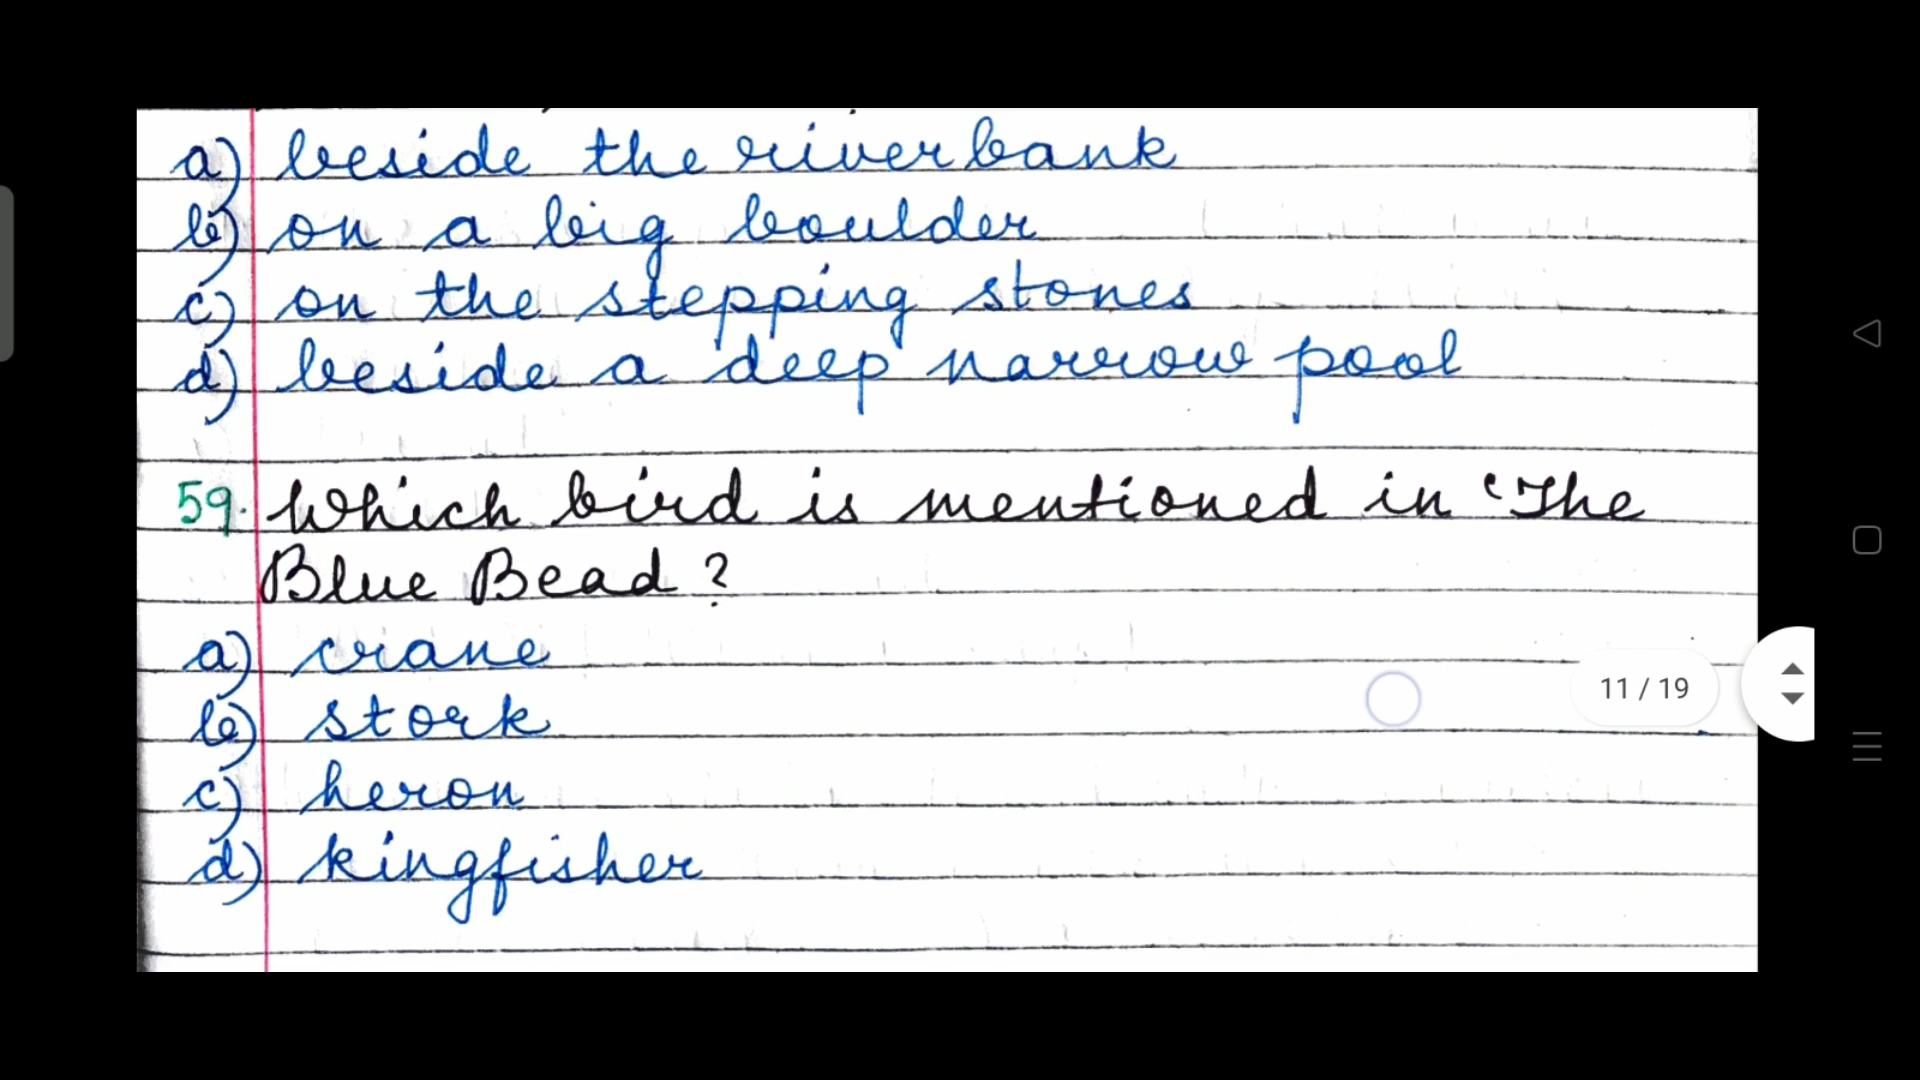 a) beside the riverbank
b) on a big boulder
c) on the stepping stones
d) beside a deep narrow pool
59. Which bird is mentioned in 'The
Blue Bead ?
a) crane
b) stork
c) heron
d) kingfisher
11 / 19